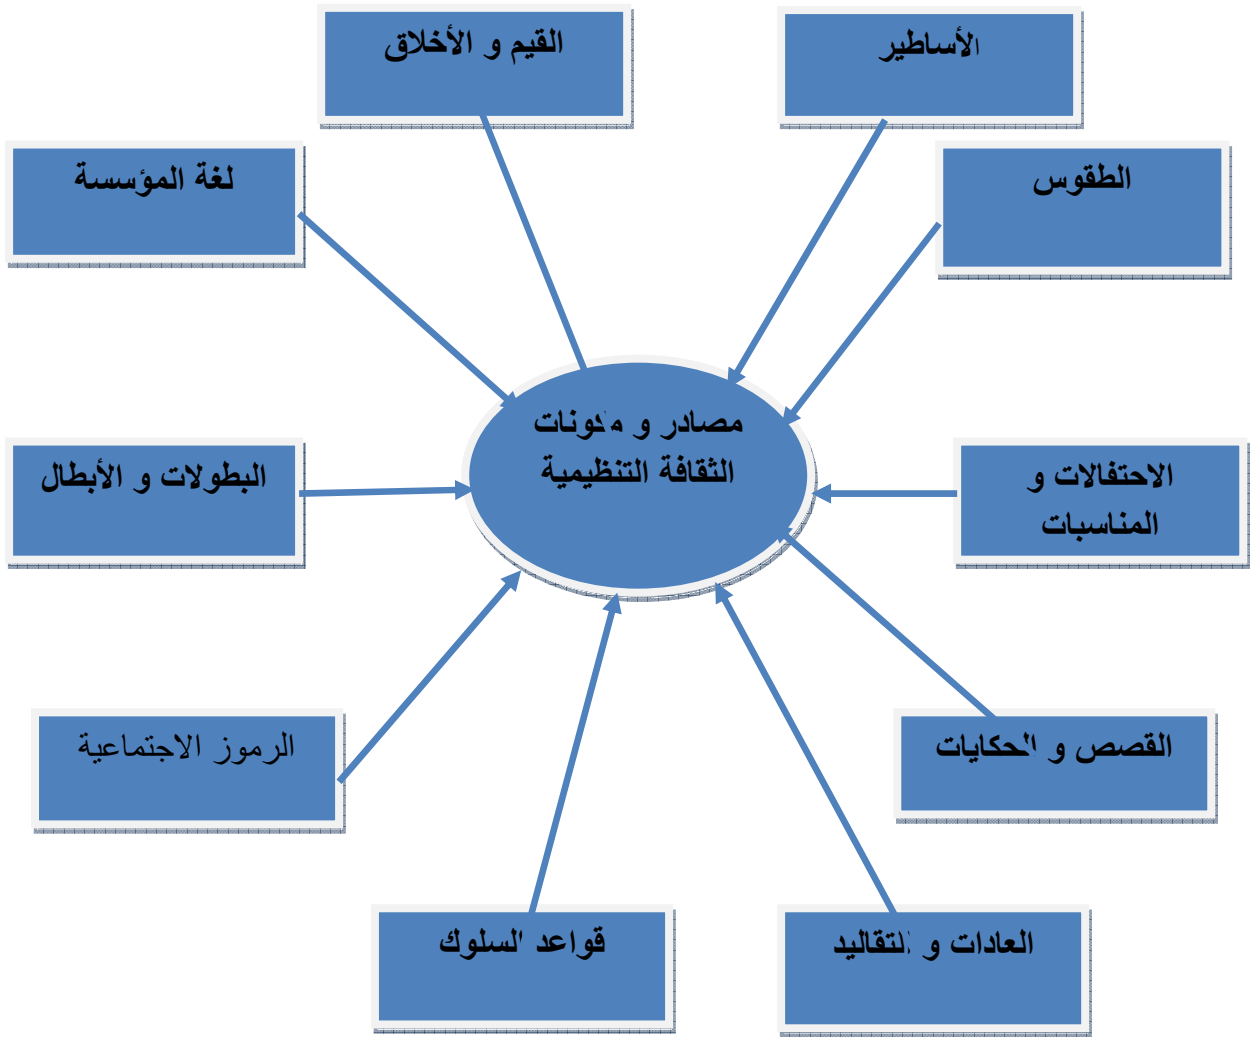 القيم و الأخلاق
الأساطير
لغة المؤسسة
الطقوس
مصادر و مكونات
الثقافة التنظيمية
البطولات و الأبطال
الاحتفالات و
المناسبات
الرموز الاجتماعية
القصص و الحكايات
قواعد السلوك
العادات و التقاليد